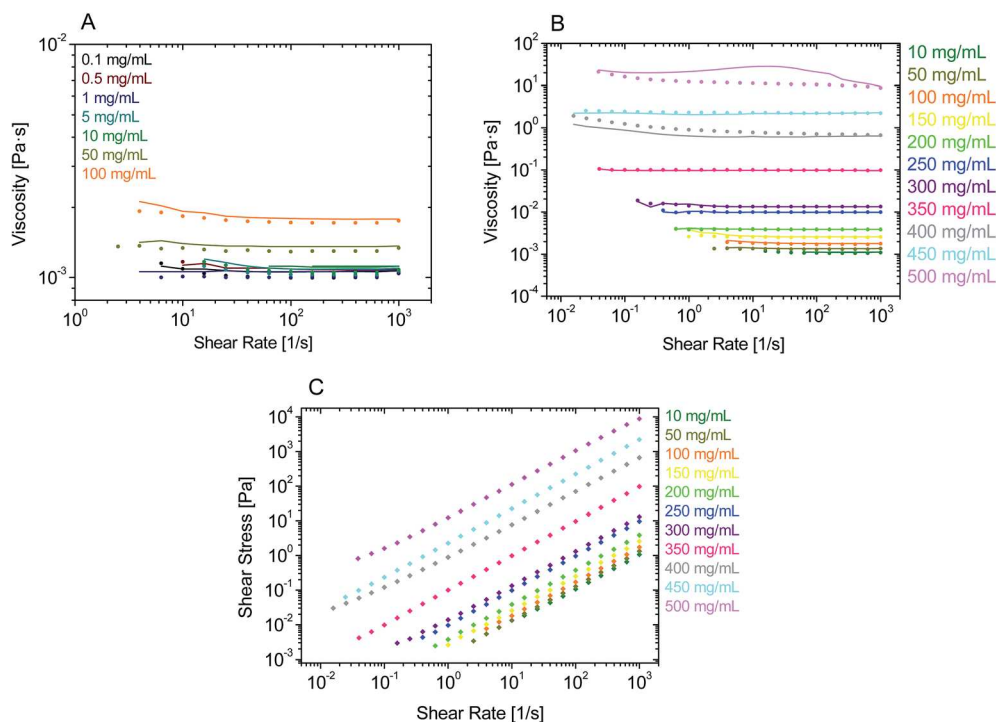 A
10⁻²
Viscosity [Pa·s]
10⁻³
0.1 mg/mL
0.5 mg/mL
1 mg/mL
5 mg/mL
10 mg/mL
50 mg/mL
100 mg/mL
10⁰ 10¹ 10² 10³
Shear Rate [1/s]
B
10²
10¹
10⁰
10⁻¹
10⁻²
10⁻³
10⁻⁴
Viscosity [Pa·s]
10⁻² 10⁻¹ 10⁰ 10¹ 10² 10³
Shear Rate [1/s]
10 mg/mL
50 mg/mL
100 mg/mL
150 mg/mL
200 mg/mL
250 mg/mL
300 mg/mL
350 mg/mL
400 mg/mL
450 mg/mL
500 mg/mL
C
10⁴
10³
10²
10¹
10⁰
10⁻¹
10⁻²
10⁻³
Shear Stress [Pa]
10⁻² 10⁻¹ 10⁰ 10¹ 10² 10³
Shear Rate [1/s]
10 mg/mL
50 mg/mL
100 mg/mL
150 mg/mL
200 mg/mL
250 mg/mL
300 mg/mL
350 mg/mL
400 mg/mL
450 mg/mL
500 mg/mL